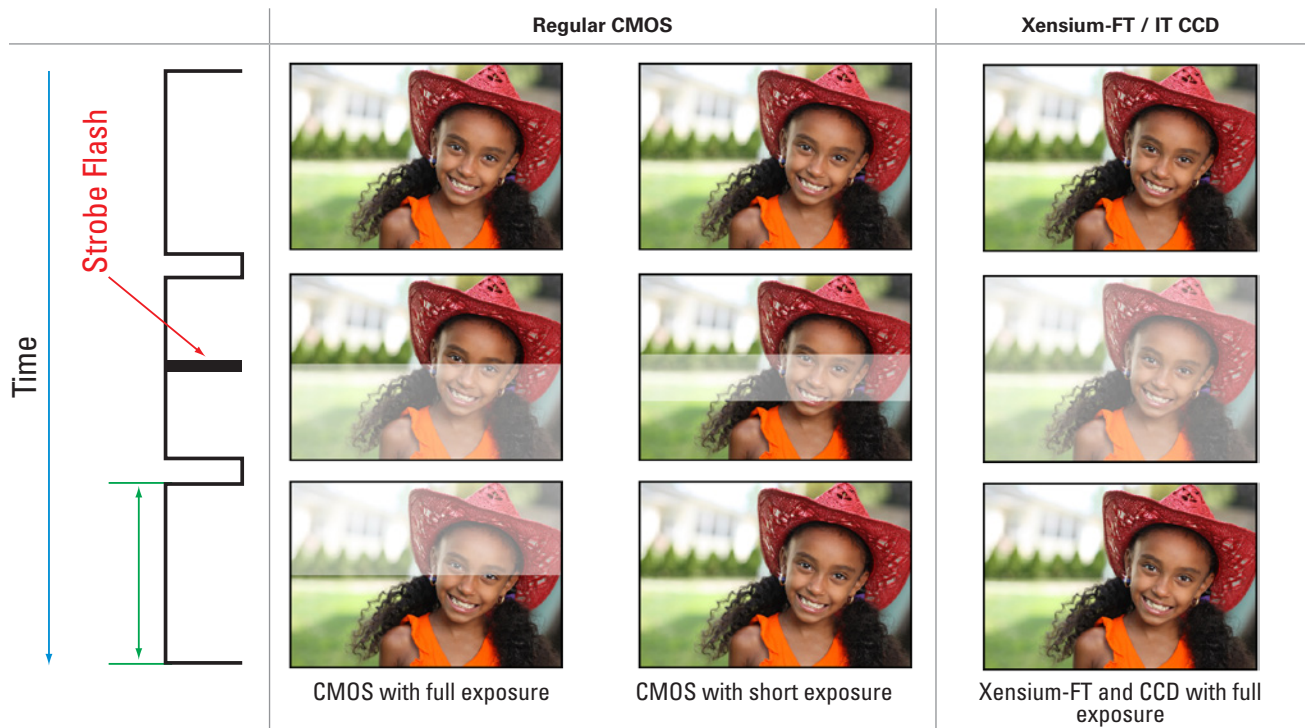 Regular CMOS
Xensium-FT / IT CCD
Time
Strobe Flash
CMOS with full exposure
CMOS with short exposure
Xensium-FT and CCD with full
exposure